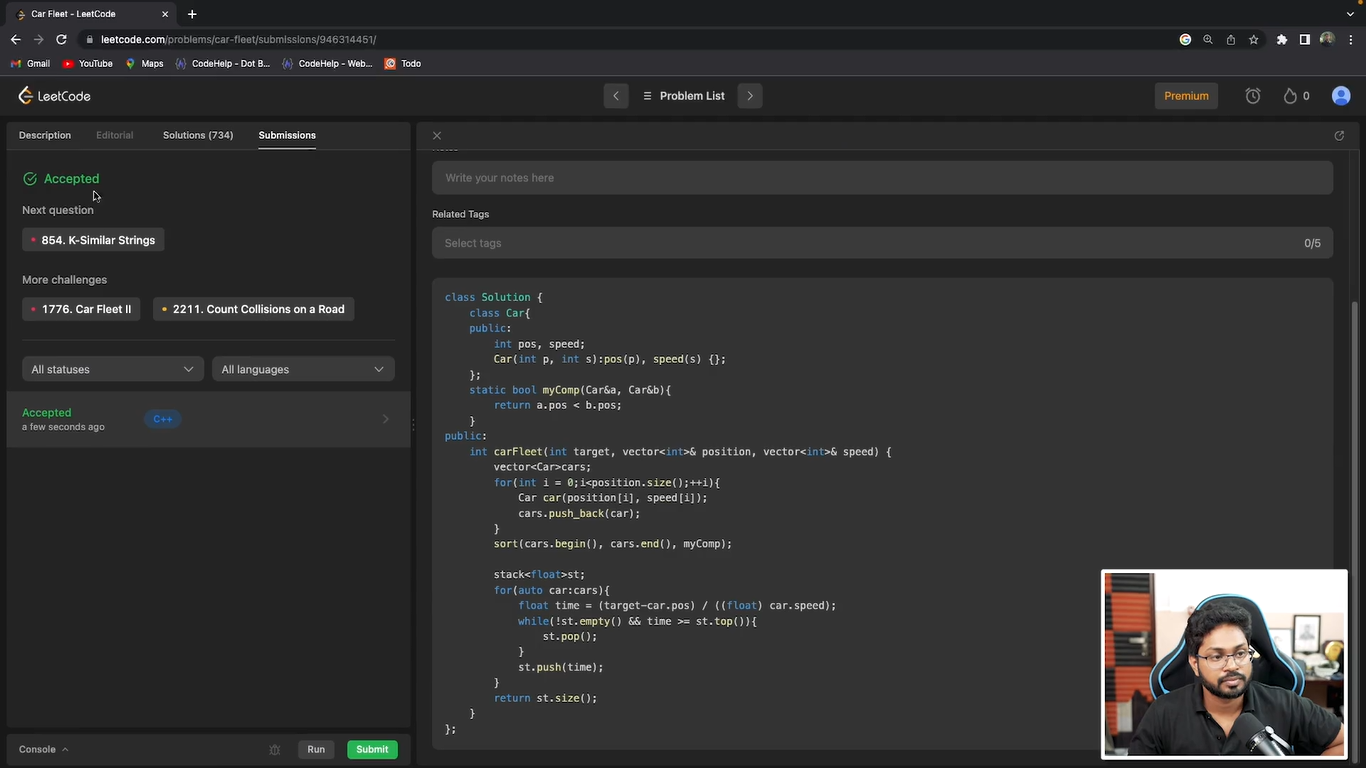 Car Fleet - LeetCode
leetcode.com/problems/car-fleet/submissions/946314451/
Gmail
YouTube
Maps
CodeHelp - Dot B...
CodeHelp - Web...
Todo
LeetCode
Problem List
Premium
0
Description
Editorial
Solutions (734)
Submissions
Accepted
Next question
854. K-Similar Strings
More challenges
1776. Car Fleet II
2211. Count Collisions on a Road
All statuses
All languages
Accepted
C++
a few seconds ago
Console
Run
Submit
Write your notes here
Related Tags
Select tags
0/5
class Solution {
class Car{
public:
int pos, speed;
Car(int p, int s):pos(p), speed(s) {};
};
static bool myComp(Car&a, Car&b){
return a.pos < b.pos;
}
public:
int carFleet(int target, vector<int>& position, vector<int>& speed) {
vector<Car>cars;
for(int i = 0;i<position.size();++i){
Car car(position[i], speed[i]);
cars.push_back(car);
}
sort(cars.begin(), cars.end(), myComp);
stack<float>st;
for(auto car:cars){
float time = (target-car.pos) / ((float) car.speed);
while(!st.empty() && time >= st.top()){
st.pop();
}
st.push(time);
}
return st.size();
}
};